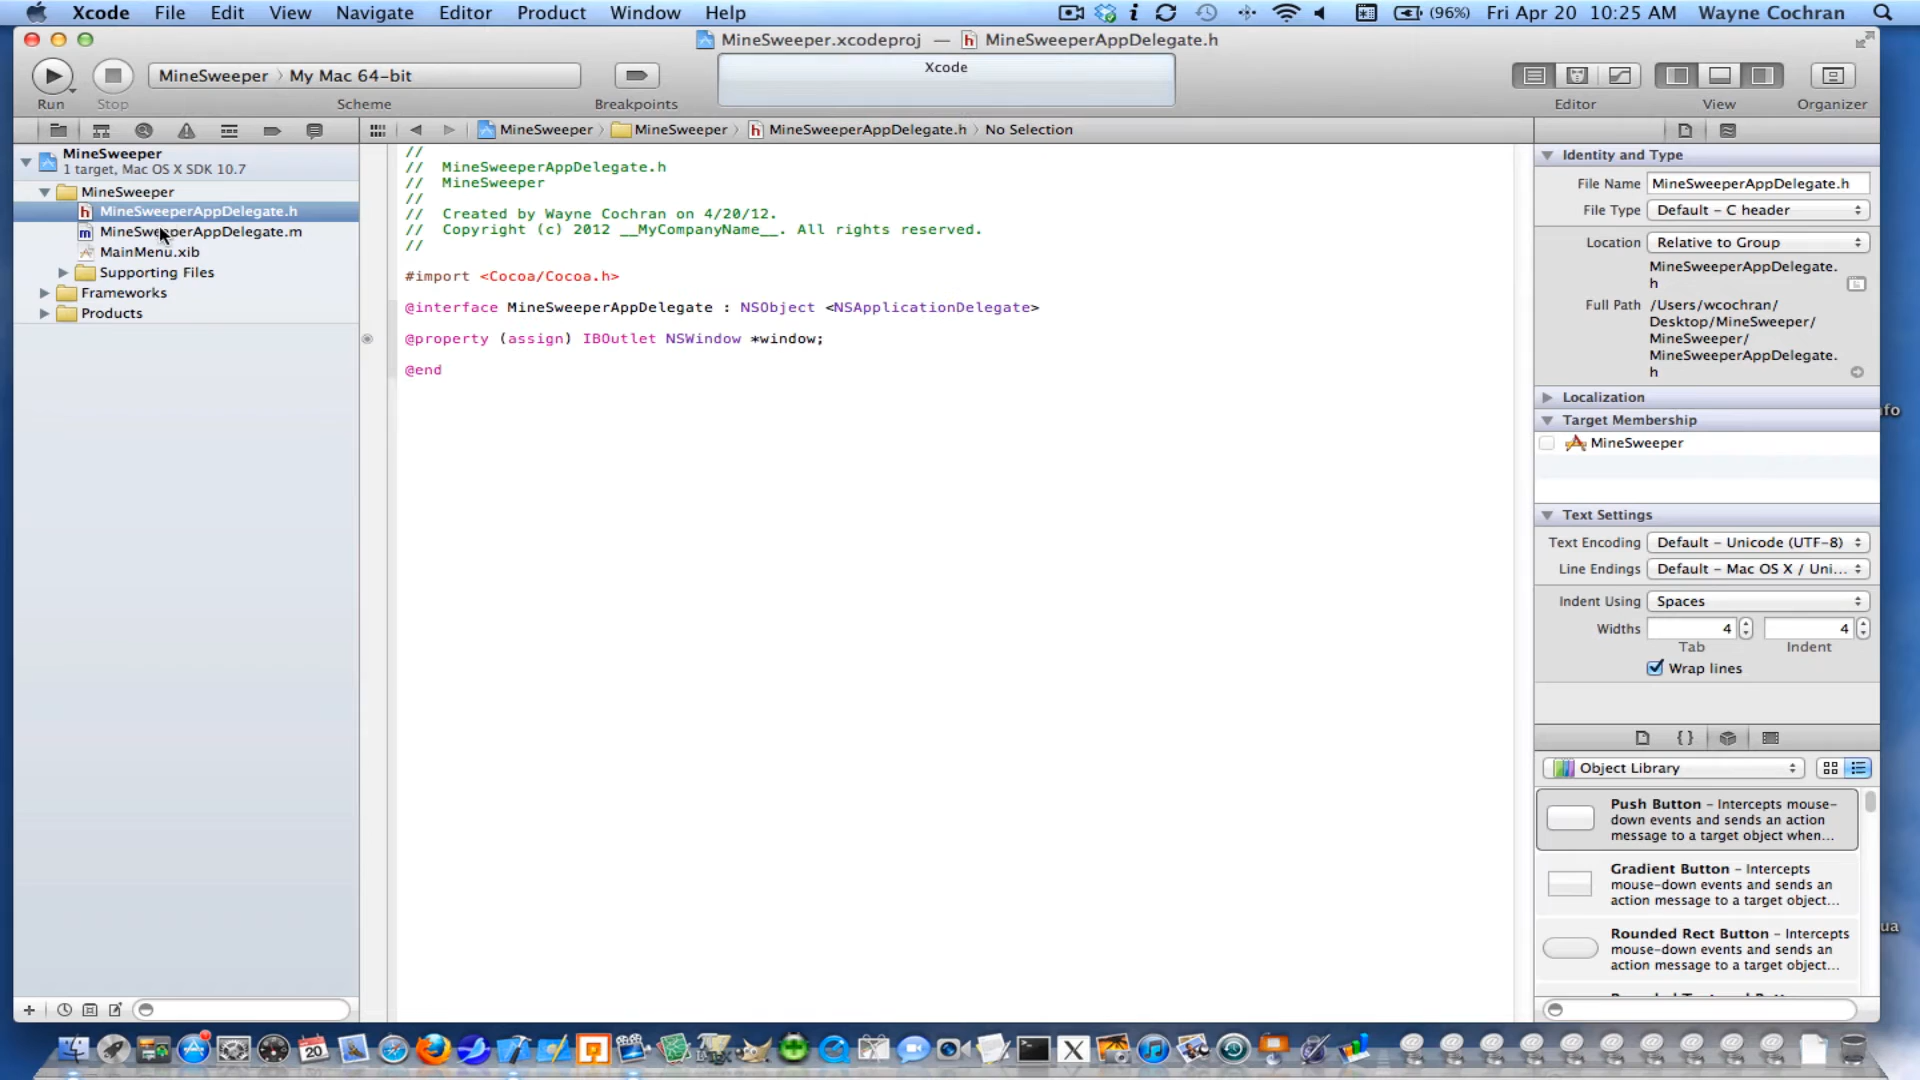 Xcode File Edit View Navigate Editor Product Window Help (96%) Fri Apr 20 10:25 AM Wayne Cochran
MineSweeper.xcodeproj — MineSweeperAppDelegate.h
MineSweeper 〉 My Mac 64-bit
Xcode
Run Stop Scheme Breakpoints Editor View Organizer
MineSweeper 〉 MineSweeper 〉 MineSweeperAppDelegate.h 〉 No Selection
MineSweeper
1 target, Mac OS X SDK 10.7
MineSweeper
MineSweeperAppDelegate.h
MineSweeperAppDelegate.m
MainMenu.xib
Supporting Files
Frameworks
Products
//
//  MineSweeperAppDelegate.h
//  MineSweeper
//
//  Created by Wayne Cochran on 4/20/12.
//  Copyright (c) 2012 __MyCompanyName__. All rights reserved.
//
#import <Cocoa/Cocoa.h>
@interface MineSweeperAppDelegate : NSObject <NSApplicationDelegate>
@property (assign) IBOutlet NSWindow *window;
@end
Identity and Type
File Name MineSweeperAppDelegate.h
File Type Default – C header
Location Relative to Group
MineSweeperAppDelegate.
h
Full Path /Users/wcochran/
Desktop/MineSweeper/
MineSweeper/
MineSweeperAppDelegate.
h
Localization
Target Membership
MineSweeper
Text Settings
Text Encoding Default – Unicode (UTF-8)
Line Endings Default – Mac OS X / Uni...
Indent Using Spaces
Widths 4 4
Tab Indent
Wrap lines
{ }
Object Library
Push Button – Intercepts mouse-
down events and sends an action
message to a target object when...
Gradient Button – Intercepts
mouse-down events and sends an
action message to a target object...
Rounded Rect Button – Intercepts
mouse-down events and sends an
action message to a target object...
20